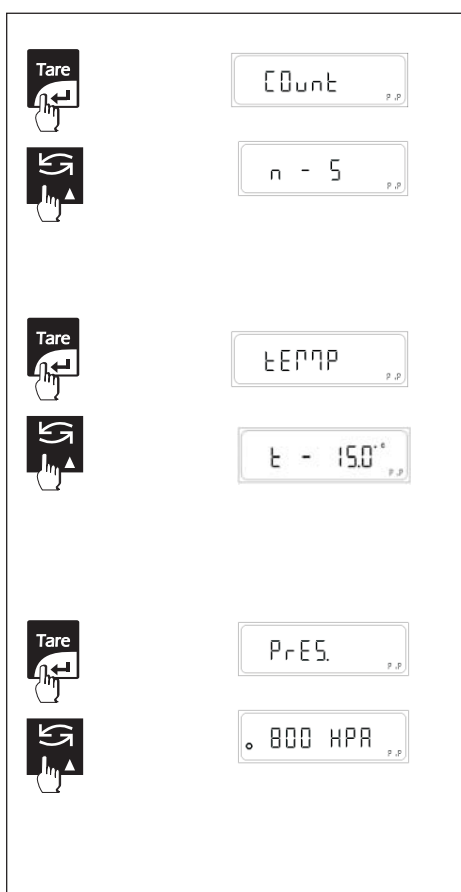 Tare
COunt
P.P
n - 5
P.P
Tare
tEMP
P.P
t - 15.0°c
P.P
Tare
PrES.
P.P
800 HPA
P.P